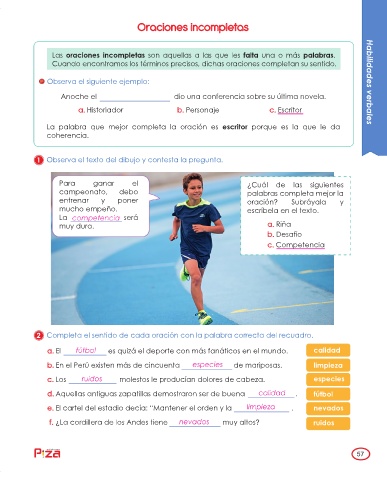 Oraciones incompletas
Las oraciones incompletas son aquellas a las que les falta una o más palabras.
Cuando encontramos los términos precisos, dichas oraciones completan su sentido.
Habilidades verbales
Observa el siguiente ejemplo:
Anoche el ____________ dio una conferencia sobre su última novela.
a. Historiador b. Personaje c. Escritor
La palabra que mejor completa la oración es escritor porque es la que le da
coherencia.
1 Observa el texto del dibujo y contesta la pregunta.
Para ganar el
campeonato, debo
entrenar y poner
mucho empeño.
La competencia será
muy duro.
¿Cuál de las siguientes
palabras completa mejor la
oración? Subráyala y
escríbela en el texto.
a. Riña
b. Desafío
c. Competencia
2 Completa el sentido de cada oración con la palabra correcta del recuadro.
a. El fútbol es quizá el deporte con más fanáticos en el mundo.
b. En el Perú existen más de cincuenta especies de mariposas.
c. Los ruidos molestos le producían dolores de cabeza.
d. Aquellas antiguas zapatillas demostraron ser de buena calidad .
e. El cartel del estadio decía: "Mantener el orden y la limpieza .
f. ¿La cordillera de los Andes tiene nevados muy altos?
calidad
limpieza
especies
fútbol
nevados
ruidos
Pizá
57